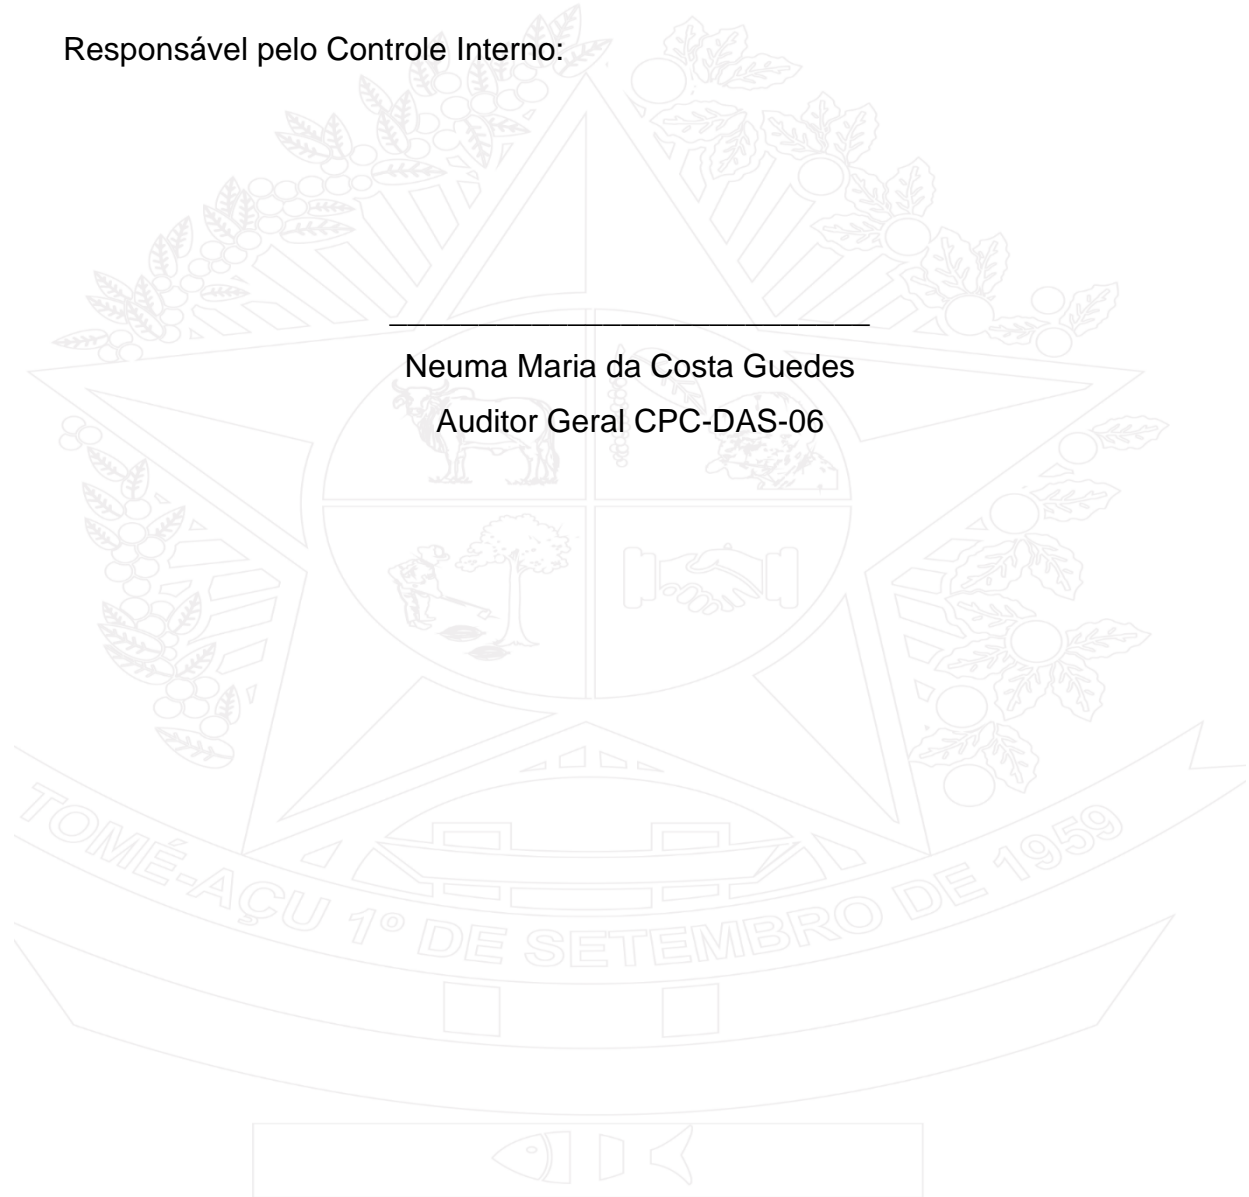 Responsável pelo Controle Interno:
Neuma Maria da Costa Guedes
Auditor Geral CPC-DAS-06
TOMÉ-AÇU 1º DE SETEMBRO DE 1959